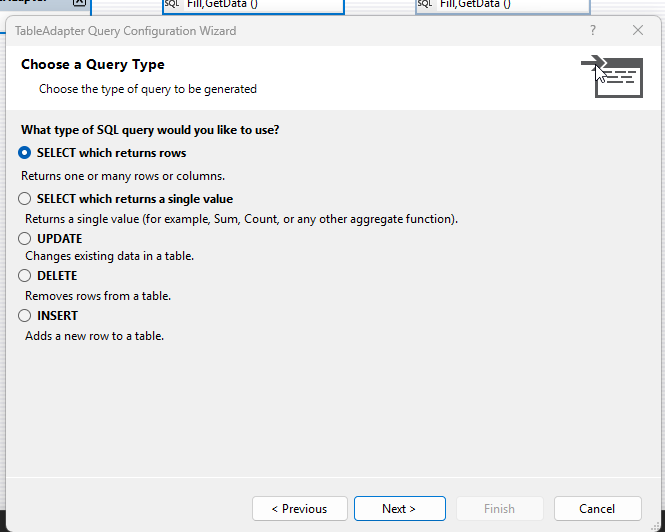 SQL Fill,GetData ()
SQL Fill,GetData ()
TableAdapter Query Configuration Wizard
?
Choose a Query Type
Choose the type of query to be generated
What type of SQL query would you like to use?
SELECT which returns rows
Returns one or many rows or columns.
SELECT which returns a single value
Returns a single value (for example, Sum, Count, or any other aggregate function).
UPDATE
Changes existing data in a table.
DELETE
Removes rows from a table.
INSERT
Adds a new row to a table.
< Previous
Next >
Finish
Cancel